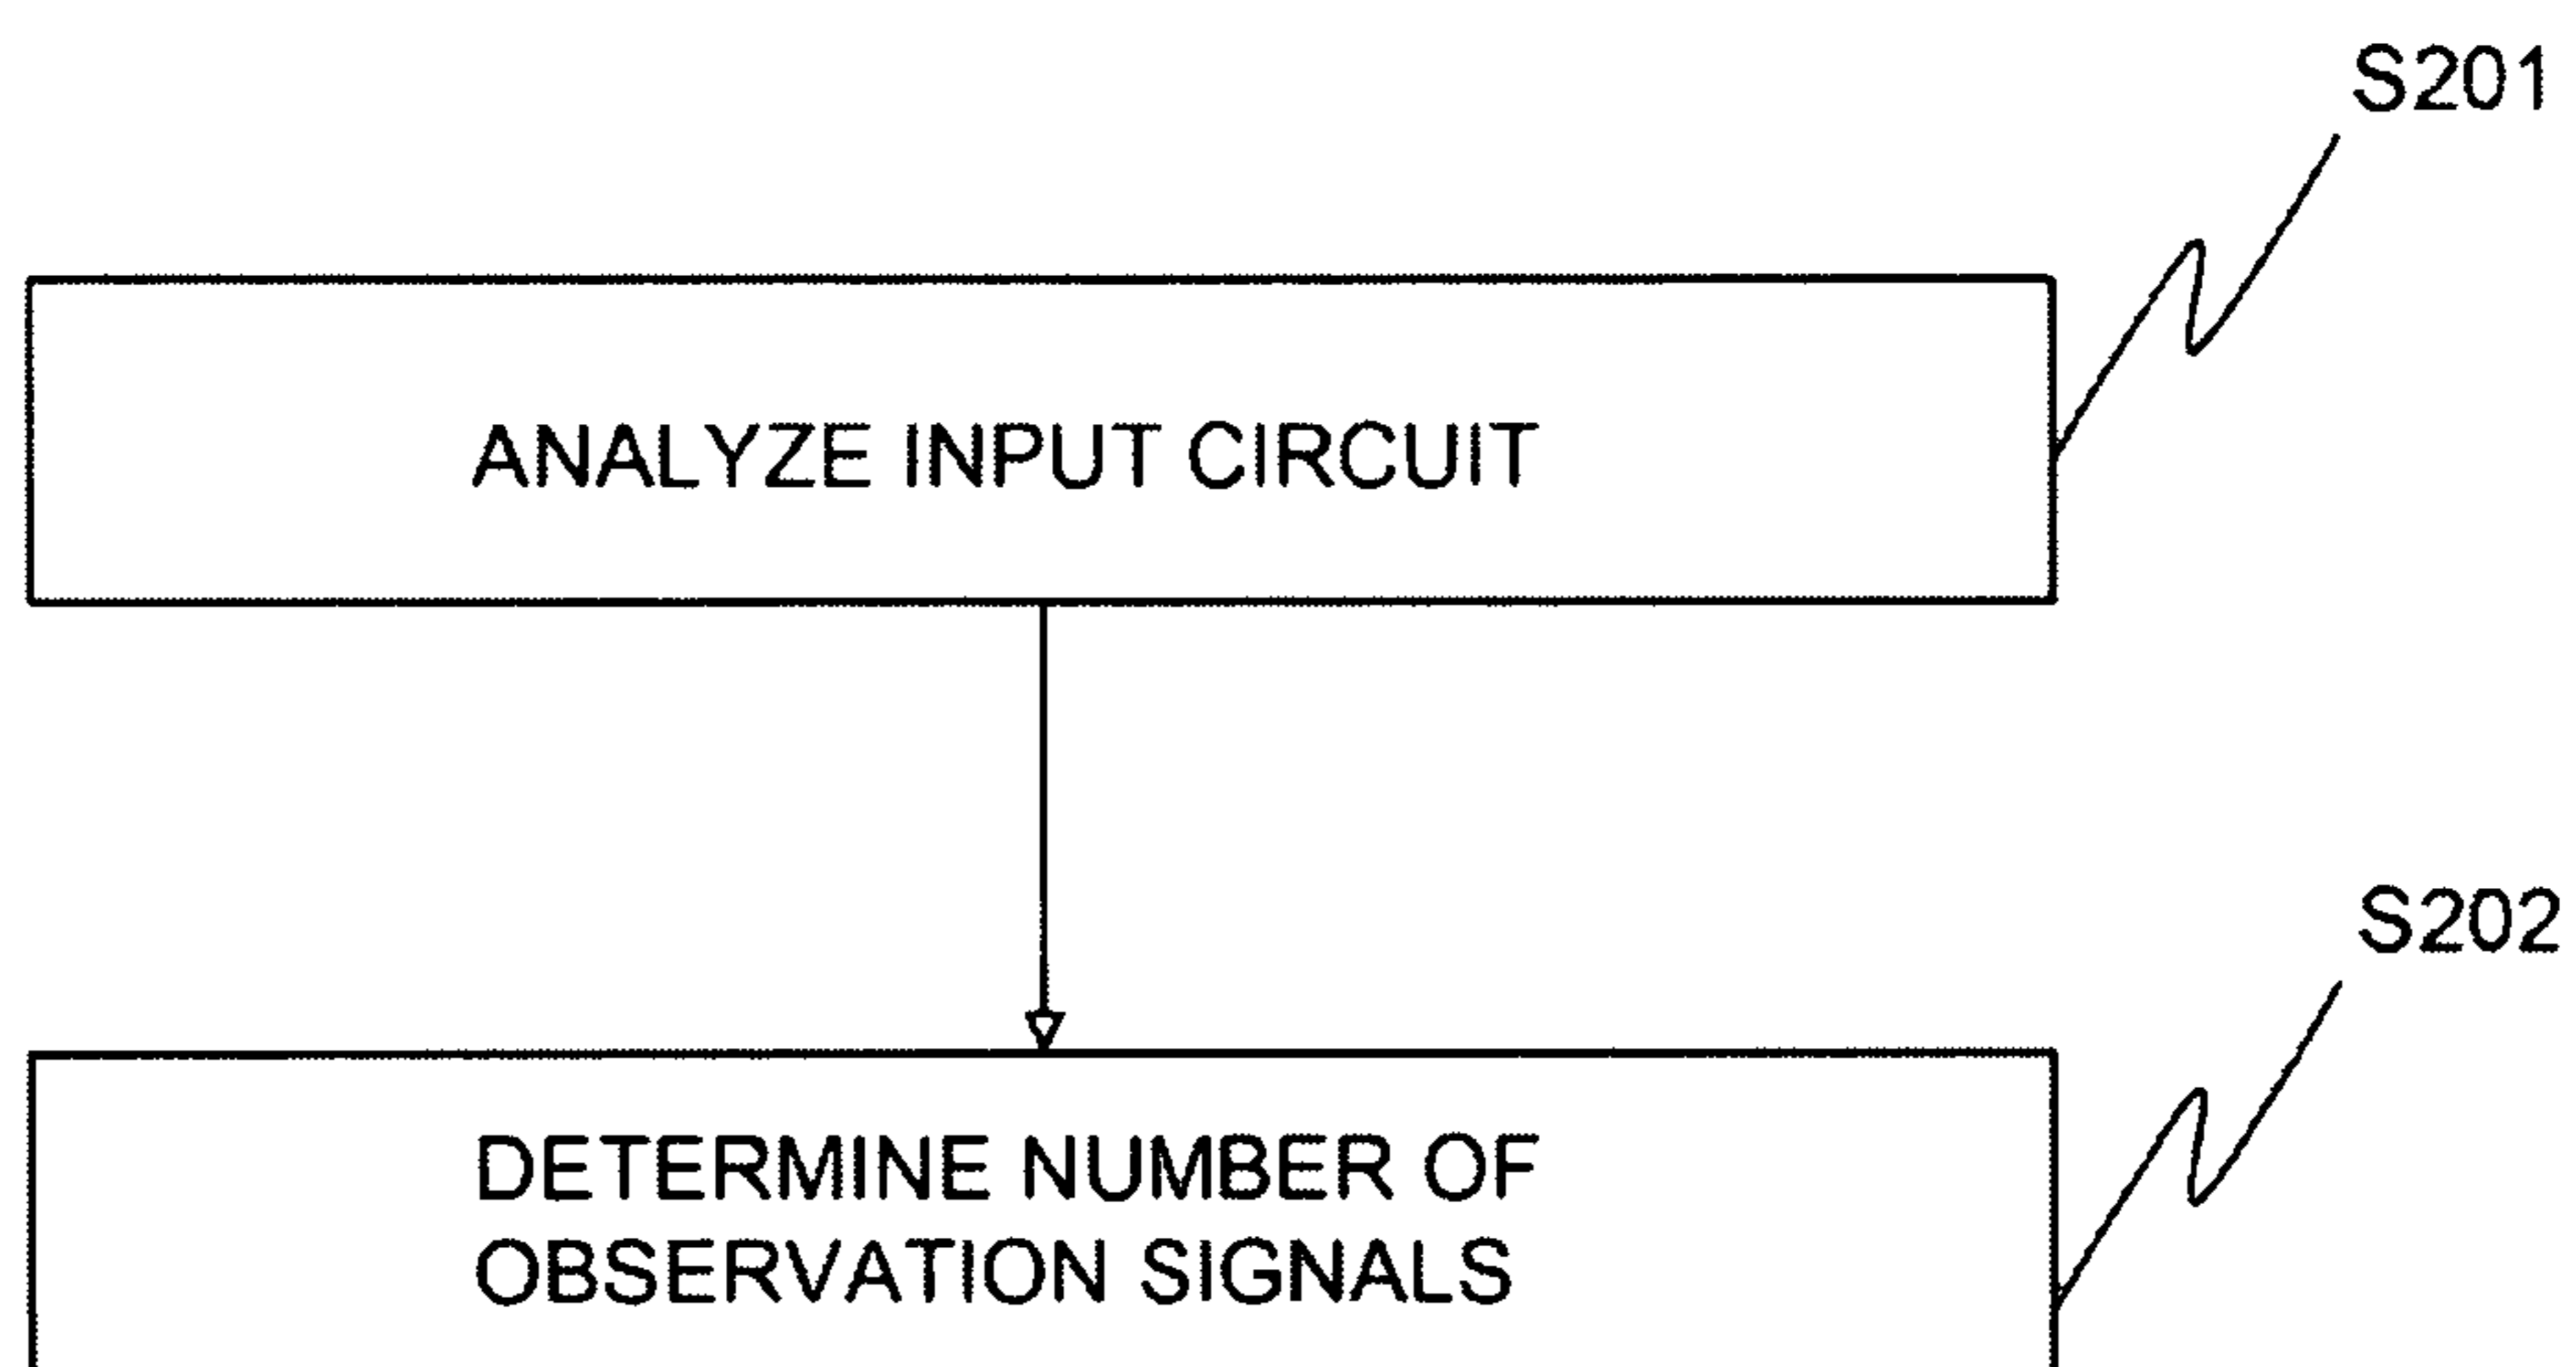 S201
ANALYZE INPUT CIRCUIT
S202
DETERMINE NUMBER OF
OBSERVATION SIGNALS